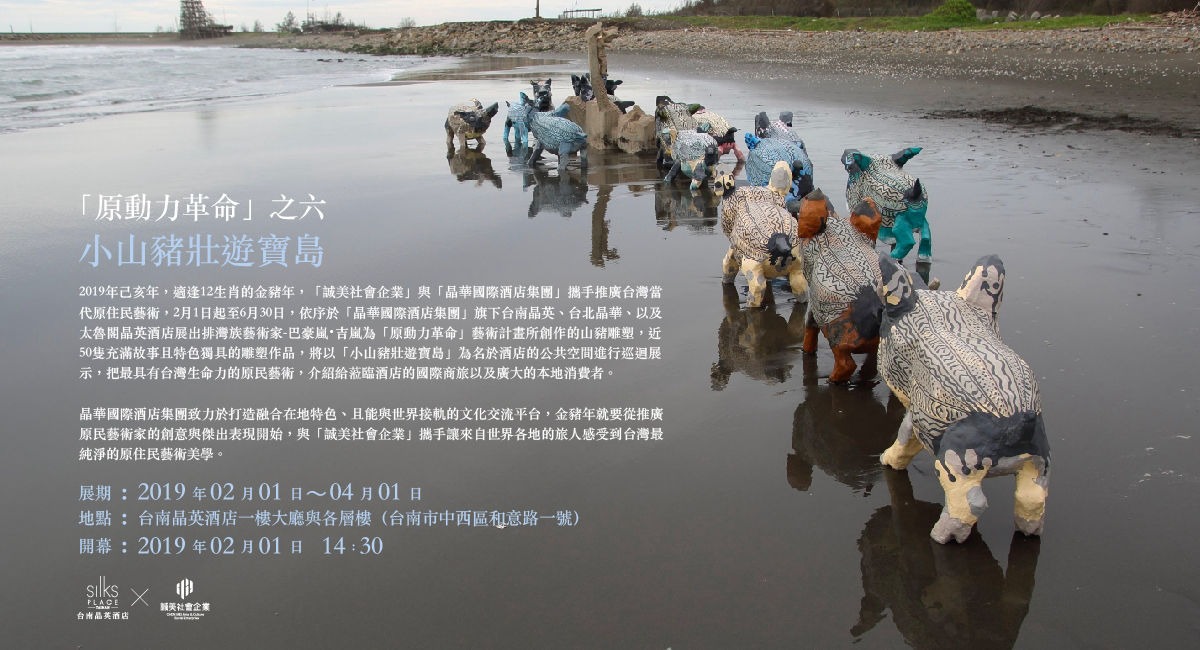 「原動力革命」之六
小山豬壯遊寶島
2019年己亥年，適逢12生肖的金豬年，「誠美社會企業」與「晶華國際酒店集團」攜手推廣台灣當
代原住民藝術，2月1日起至6月30日，依序於「晶華國際酒店集團」旗下台南晶英、台北晶華、以及
太魯閣晶英酒店展出排灣族藝術家-巴豪嵐·吉嵐為「原動力革命」藝術計畫所創作的山豬雕塑，近
50隻充滿故事且特色獨具的雕塑作品，將以「小山豬壯遊寶島」為名於酒店的公共空間進行巡迴展
示，把最具有台灣生命力的原民藝術，介紹給蒞臨酒店的國際商旅以及廣大的本地消費者。
晶華國際酒店集團致力於打造融合在地特色、且能與世界接軌的文化交流平台，金豬年就要從推廣
原民藝術家的創意與傑出表現開始，與「誠美社會企業」攜手讓來自世界各地的旅人感受到台灣最
純淨的原住民藝術美學。
展期：2019年02月01日～04月01日
地點：台南晶英酒店一樓大廳與各層樓（台南市中西區和意路一號）
開幕：2019年02月01日 14:30
silks
PLACE
TAINAN
台南晶英酒店
×
誠美社會企業
CHEN MEI Arts & Culture
Social Enterprise